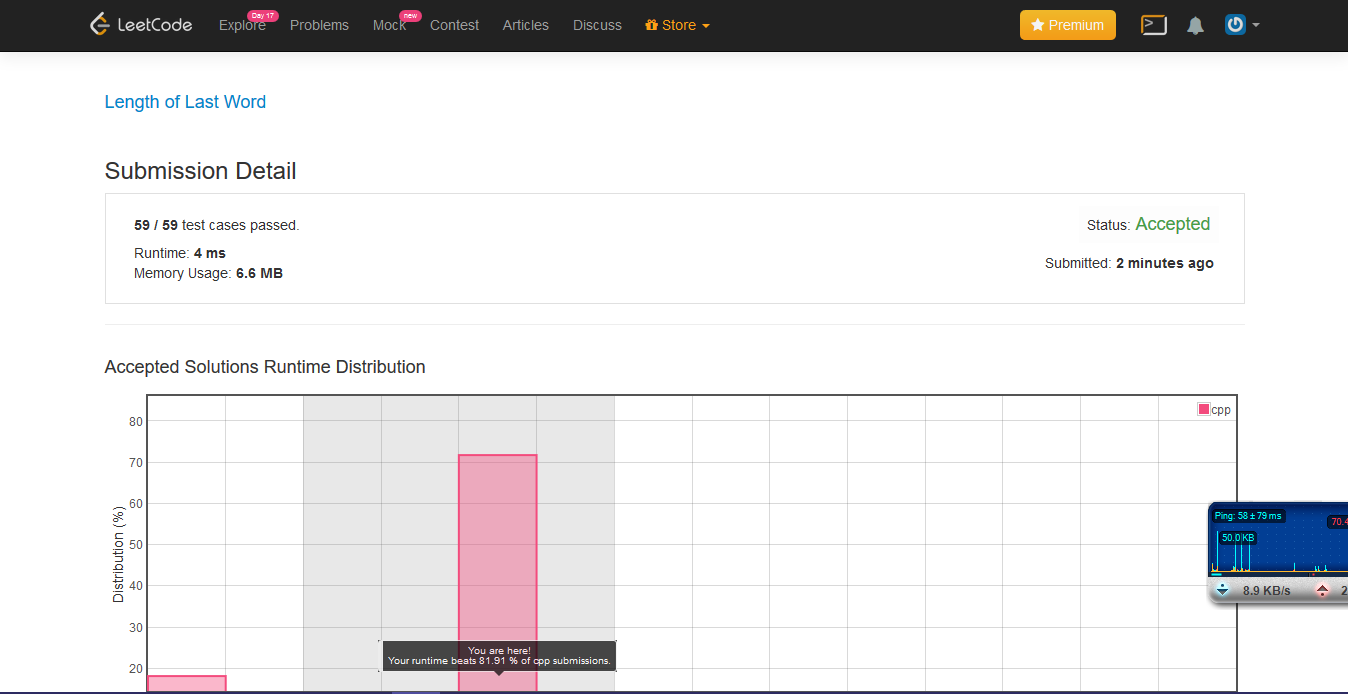 LeetCode Explore Day 17 Problems Mock new Contest Articles Discuss Store Premium
Length of Last Word
Submission Detail
59 / 59 test cases passed.
Status: Accepted
Runtime: 4 ms
Memory Usage: 6.6 MB
Submitted: 2 minutes ago
Accepted Solutions Runtime Distribution
cpp
80
70
60
50
40
30
20
Distribution (%)
You are here!
Your runtime beats 81.91 % of cpp submissions.
Ping: 58 ± 79 ms
70.4
50.0 KB
8.9 KB/s
2